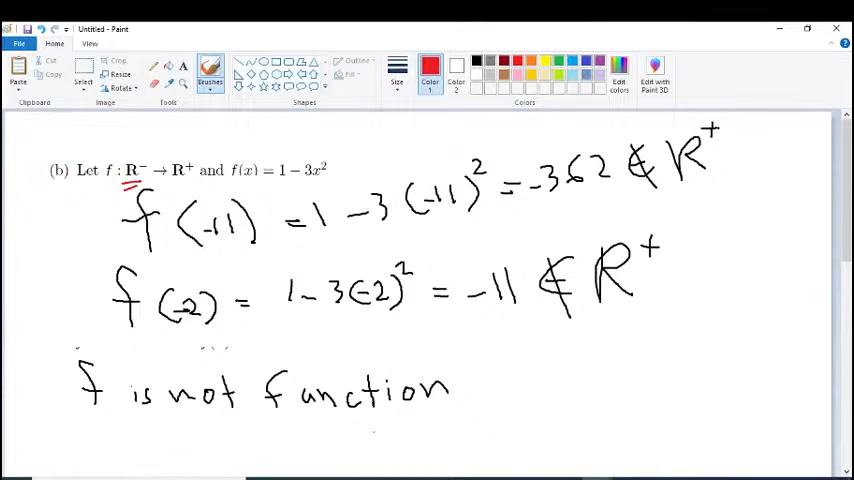 Untitled - Paint
File Home View
Paste
Cut
Copy
Clipboard
Select
Crop
Resize
Rotate
Image
Tools
Brushes
Shapes
Outline
Fill
Size
Color 1
Color 2
Colors
Edit colors
Edit with Paint 3D
(b) Let f : R⁻ → R⁺ and f(x) = 1 − 3x²
f(-11) = 1 - 3(-11)² = -362 ∉ R⁺
f(-2) = 1 - 3(-2)² = -11 ∉ R⁺
f is not function